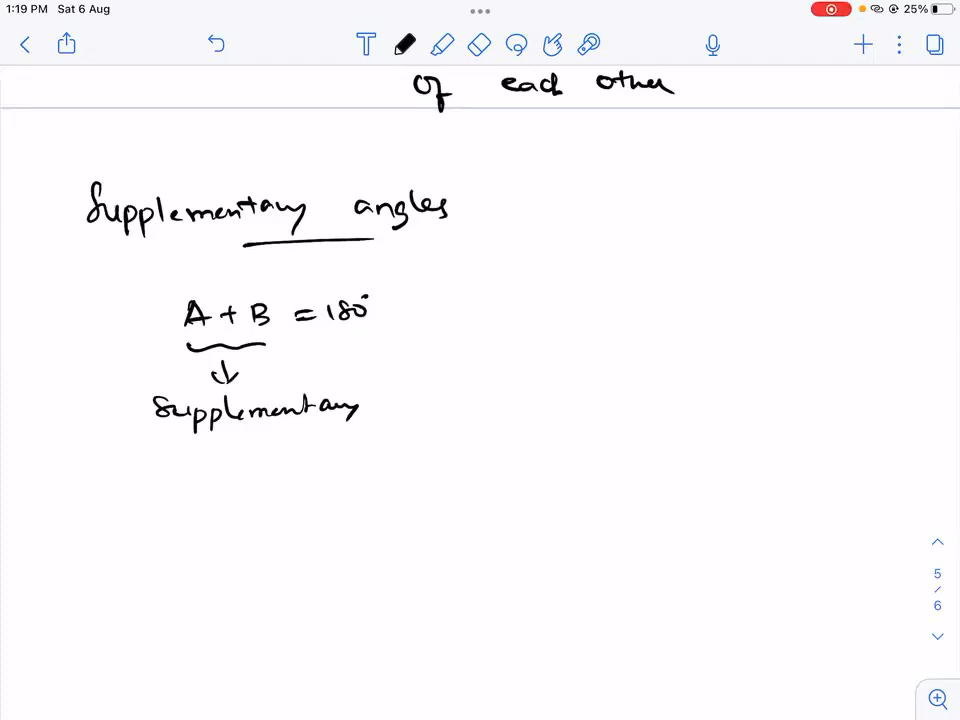 1:19 PM Sat 6 Aug 25%
T
of each other
Supplementary angles
A + B = 180°
Supplementary
5
/
6